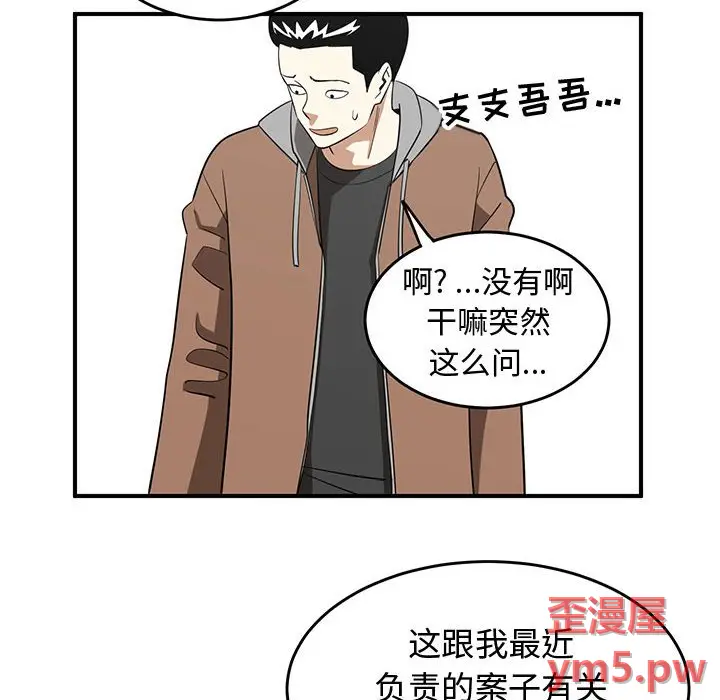 支支吾吾...
啊? ...没有啊
干嘛突然
这么问...
这跟我最近
负责的案子有关
歪漫屋
ym5.pw